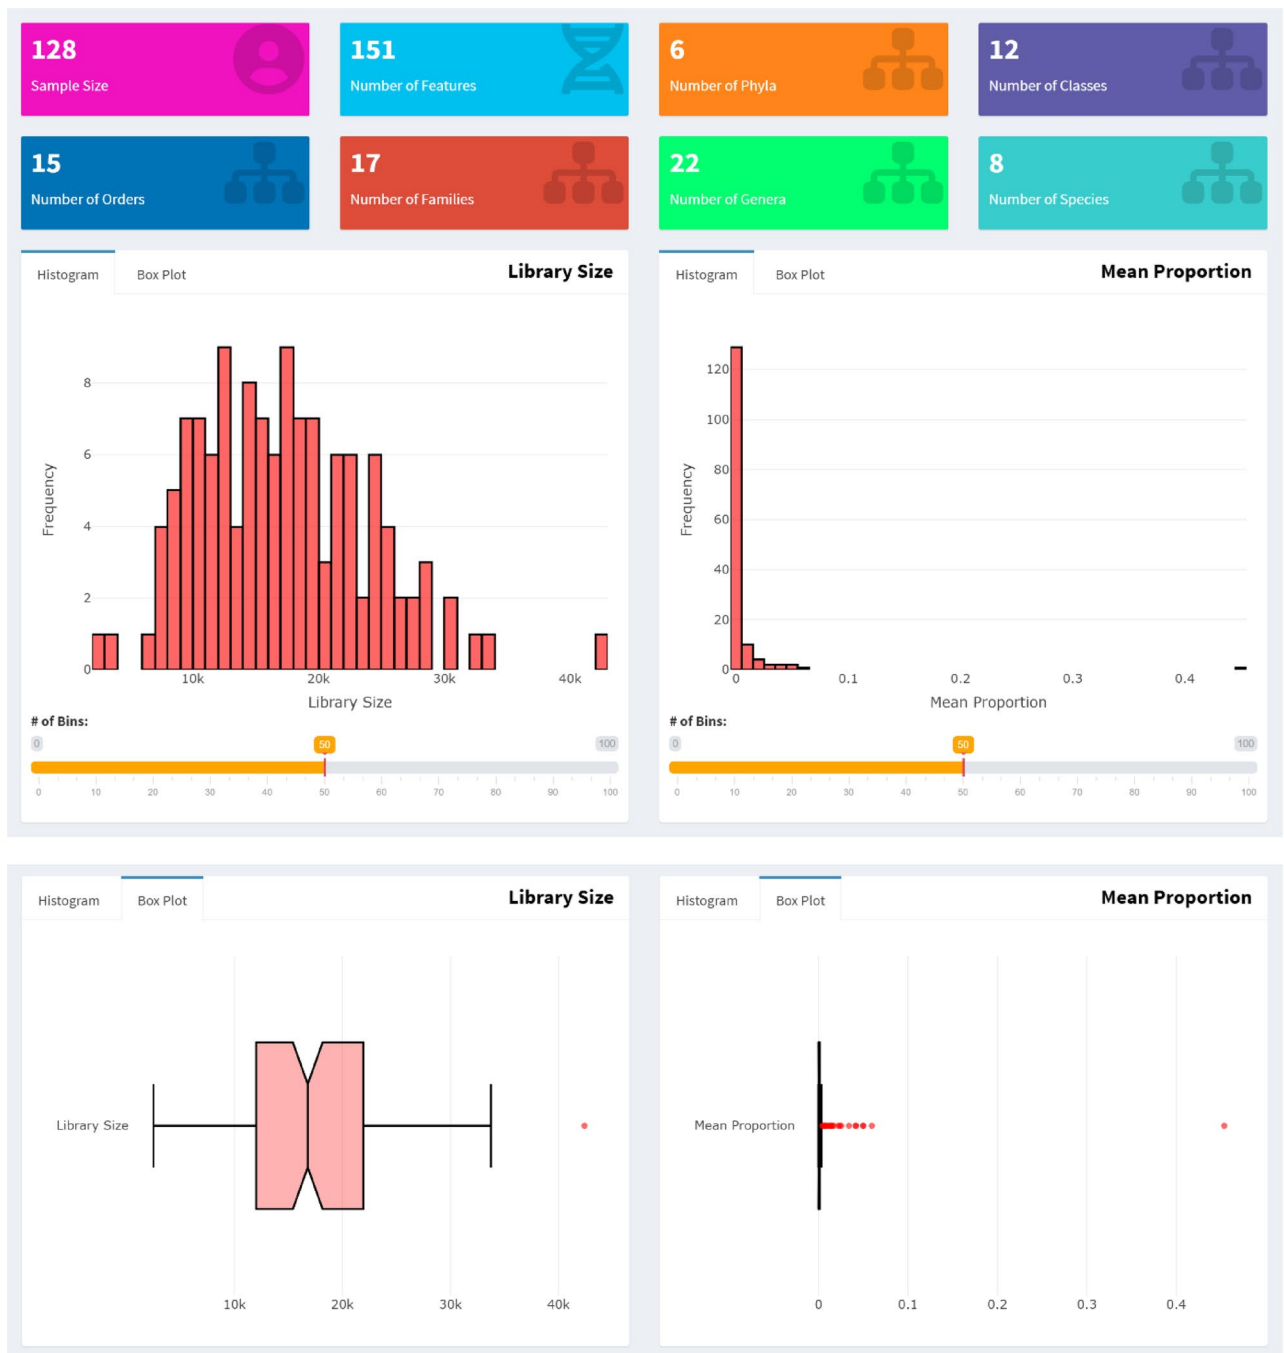 128
Sample Size
151
Number of Features
6
Number of Phyla
12
Number of Classes
15
Number of Orders
17
Number of Families
22
Number of Genera
8
Number of Species
Histogram Box Plot Library Size
8
6
4
2
0
Frequency
10k 20k 30k 40k
Library Size
# of Bins:
0 50 100
0 10 20 30 40 50 60 70 80 90 100
Histogram Box Plot Mean Proportion
120
100
80
60
40
20
0
Frequency
0 0.1 0.2 0.3 0.4
Mean Proportion
# of Bins:
0 50 100
0 10 20 30 40 50 60 70 80 90 100
Histogram Box Plot Library Size
Library Size
10k 20k 30k 40k
Histogram Box Plot Mean Proportion
Mean Proportion
0 0.1 0.2 0.3 0.4